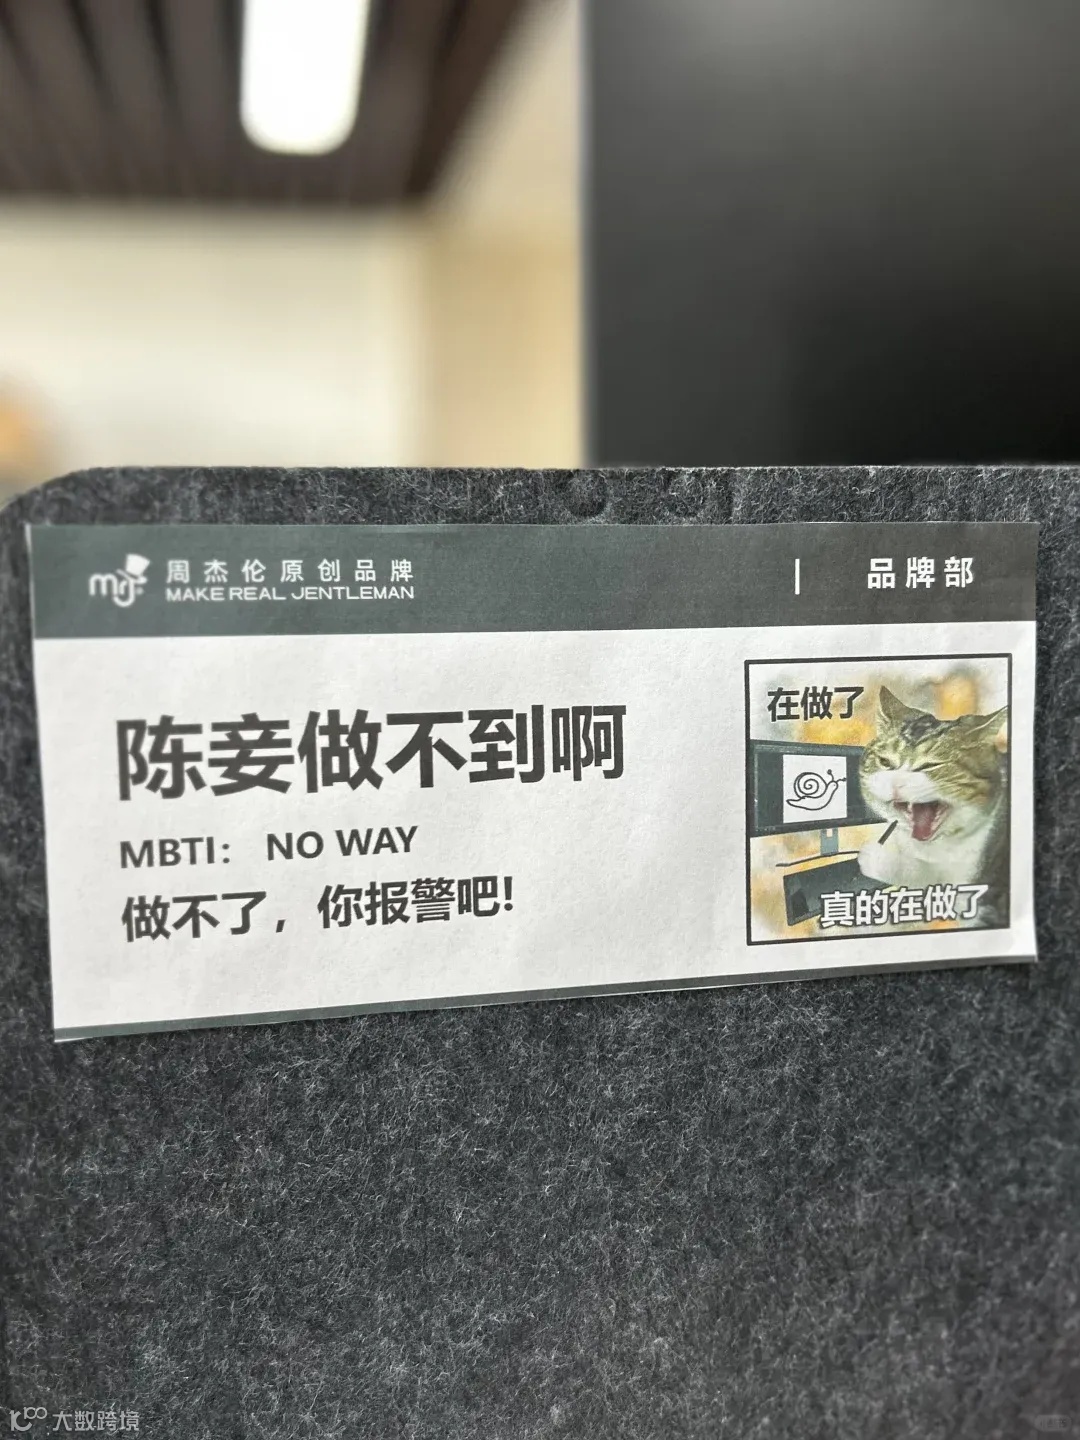 mrj
周杰伦原创品牌
MAKE REAL JENTLEMAN
| 品牌部
陈妾做不到啊
MBTI： NO WAY
做不了，你报警吧!
在做了
真的在做了
大数跨境